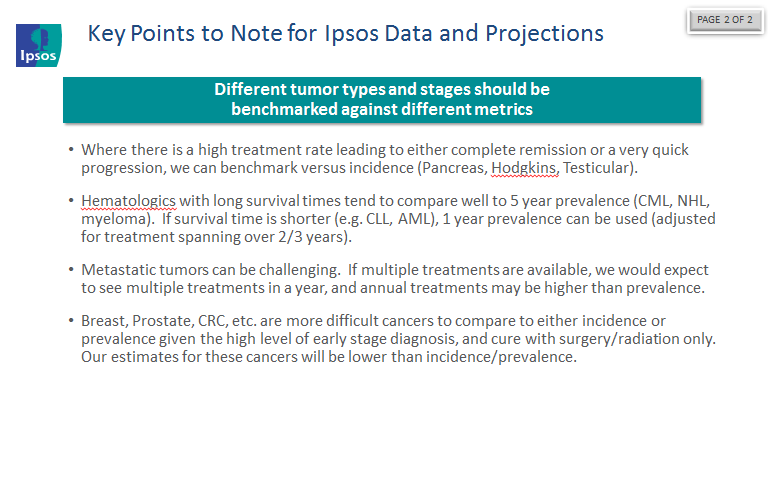 PAGE 2 OF 2
Ipsos
Key Points to Note for Ipsos Data and Projections
Different tumor types and stages should be
benchmarked against different metrics
• Where there is a high treatment rate leading to either complete remission or a very quick
progression, we can benchmark versus incidence (Pancreas, Hodgkins, Testicular).
• Hematologics with long survival times tend to compare well to 5 year prevalence (CML, NHL,
myeloma). If survival time is shorter (e.g. CLL, AML), 1 year prevalence can be used (adjusted
for treatment spanning over 2/3 years).
• Metastatic tumors can be challenging. If multiple treatments are available, we would expect
to see multiple treatments in a year, and annual treatments may be higher than prevalence.
• Breast, Prostate, CRC, etc. are more difficult cancers to compare to either incidence or
prevalence given the high level of early stage diagnosis, and cure with surgery/radiation only.
Our estimates for these cancers will be lower than incidence/prevalence.